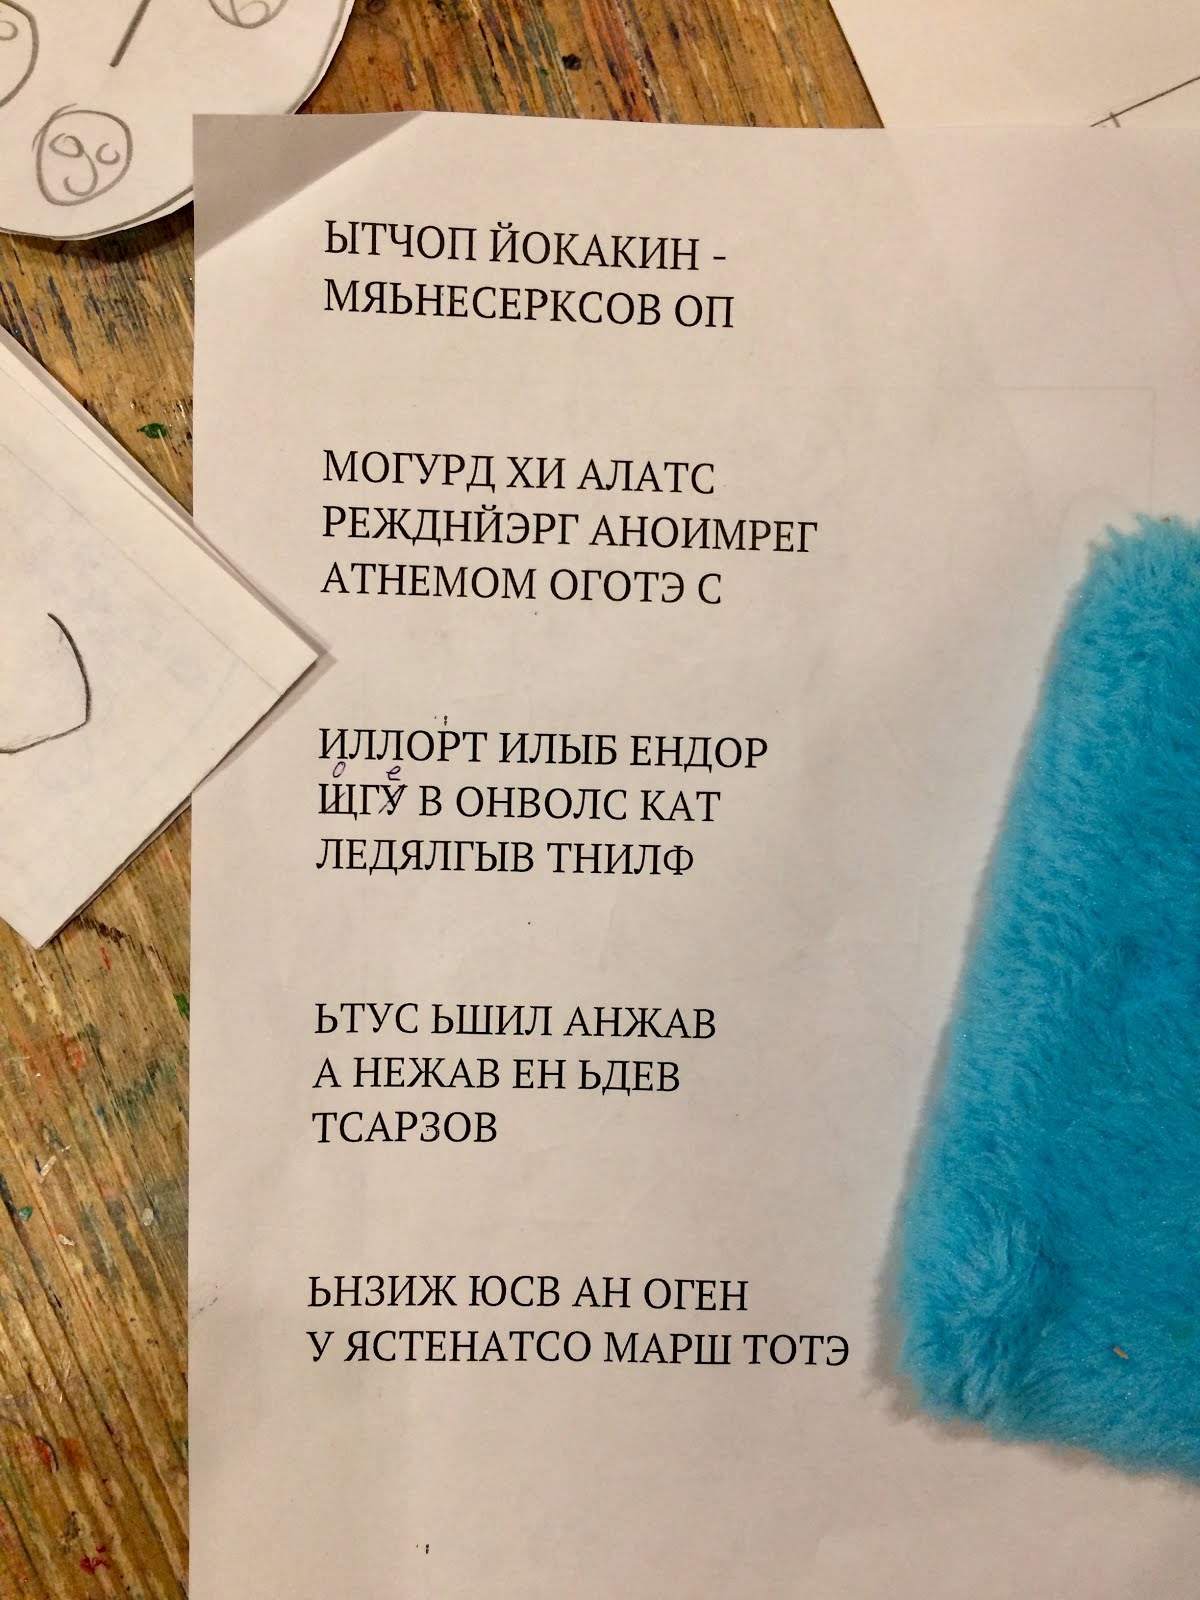 ЫТЧОП ЙОКАКИН -
МЯЬНЕСЕРКСОВ ОП
МОГУРД ХИ АЛАТС
РЕЖДНЙЭРГ АНОИМРЕГ
АТНЕМОМ ОГОТЭ С
ИЛЛОРТ ИЛЫБ ЕНДОР
о е
ЩГУ В ОНВОЛС КАТ
ЛЕДЯЛГЫВ ТНИЛФ
ЬТУС ЬШИЛ АНЖАВ
А НЕЖАВ ЕН ЬДЕВ
ТСАРЗОВ
ЬНЗИЖ ЮСВ АН ОГЕН
У ЯСТЕНАТСО МАРШ ТОТЭ